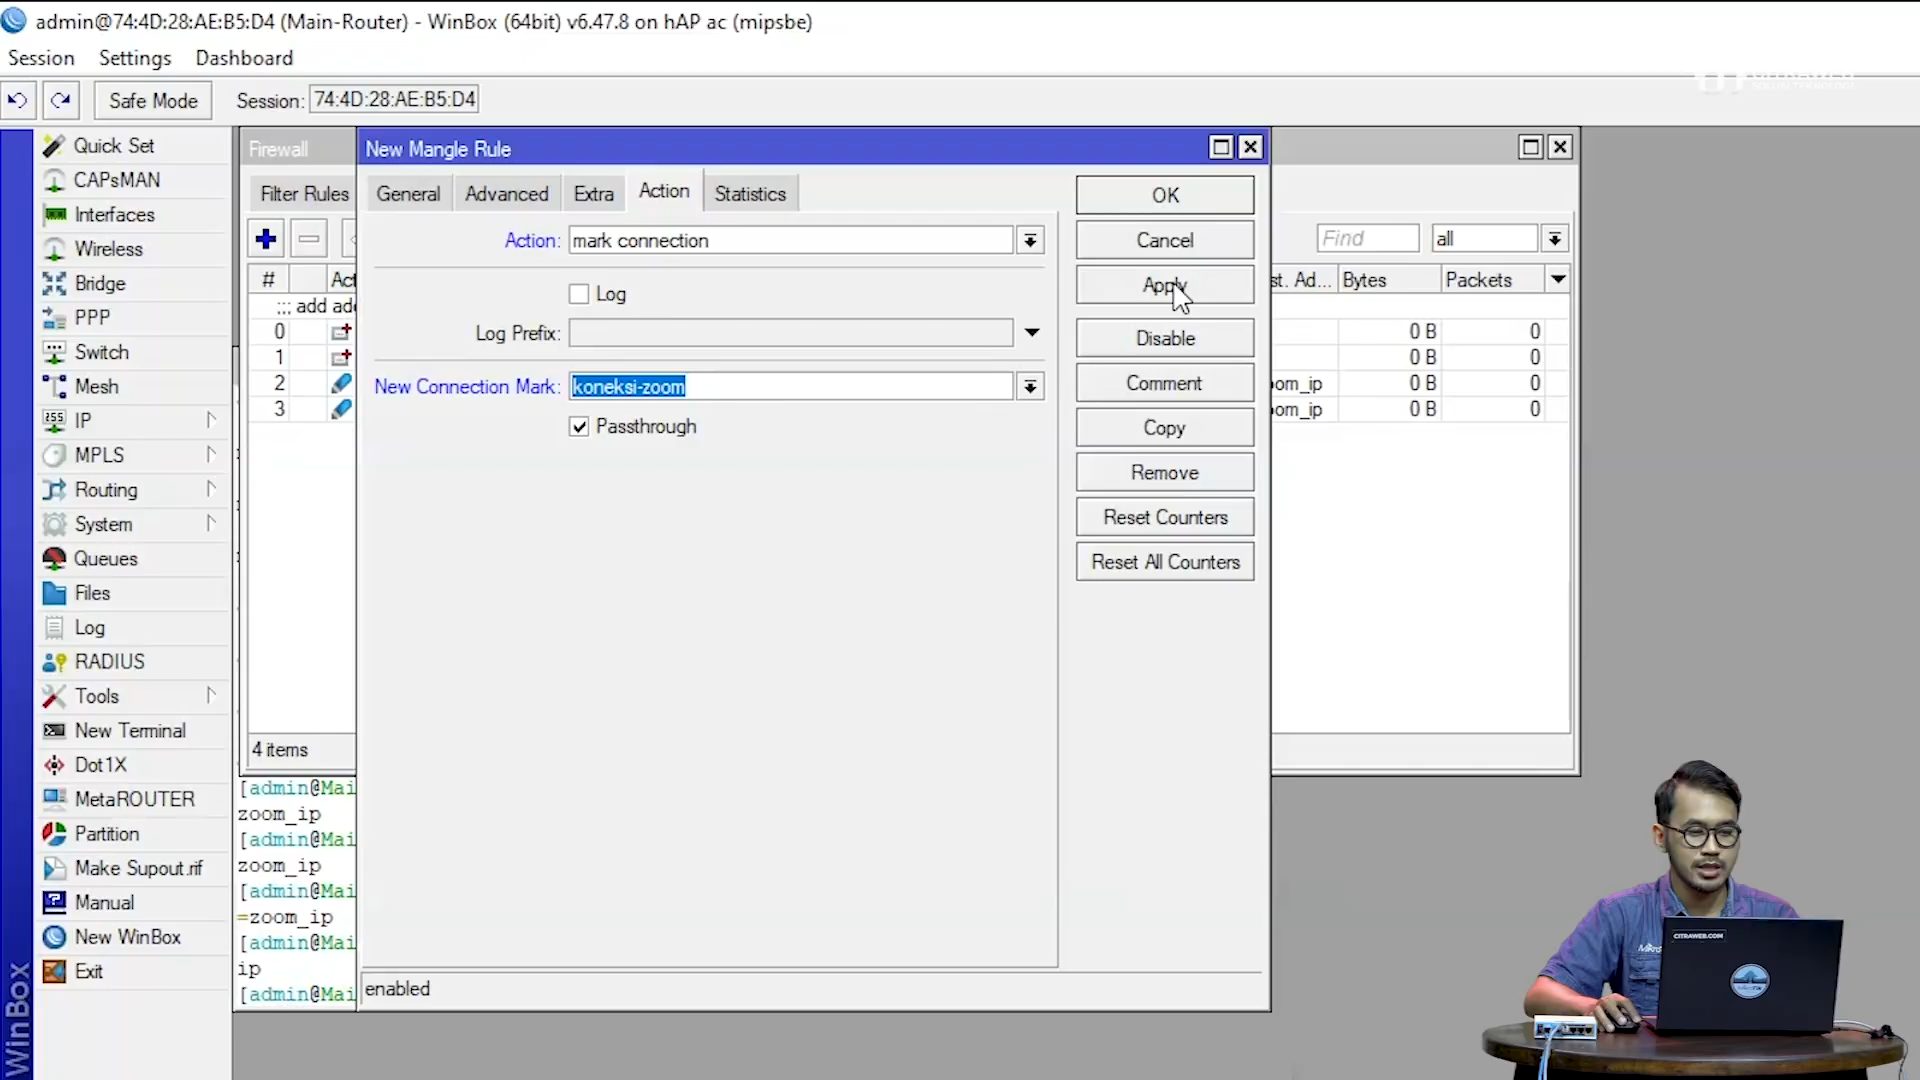 admin@74:4D:28:AE:B5:D4 (Main-Router) - WinBox (64bit) v6.47.8 on hAP ac (mipsbe)
Session Settings Dashboard
Safe Mode Session: 74:4D:28:AE:B5:D4
Quick Set
CAPsMAN
Interfaces
Wireless
Bridge
PPP
Switch
Mesh
IP
MPLS
Routing
System
Queues
Files
Log
RADIUS
Tools
New Terminal
Dot1X
MetaROUTER
Partition
Make Supout.rif
Manual
New WinBox
Exit
WinBox
Firewall
Filter Rules
Find all
# Act
;;; add add
0
1
2
3
st. Ad... Bytes Packets
0 B 0
0 B 0
oom_ip 0 B 0
oom_ip 0 B 0
4 items
New Mangle Rule
General Advanced Extra Action Statistics
Action: mark connection
Log
Log Prefix:
New Connection Mark: koneksi-zoom
Passthrough
OK
Cancel
Apply
Disable
Comment
Copy
Remove
Reset Counters
Reset All Counters
enabled
[admin@Mai
zoom_ip
[admin@Mai
zoom_ip
[admin@Mai
=zoom_ip
[admin@Mai
ip
[admin@Mai
CITRAWEB.COM